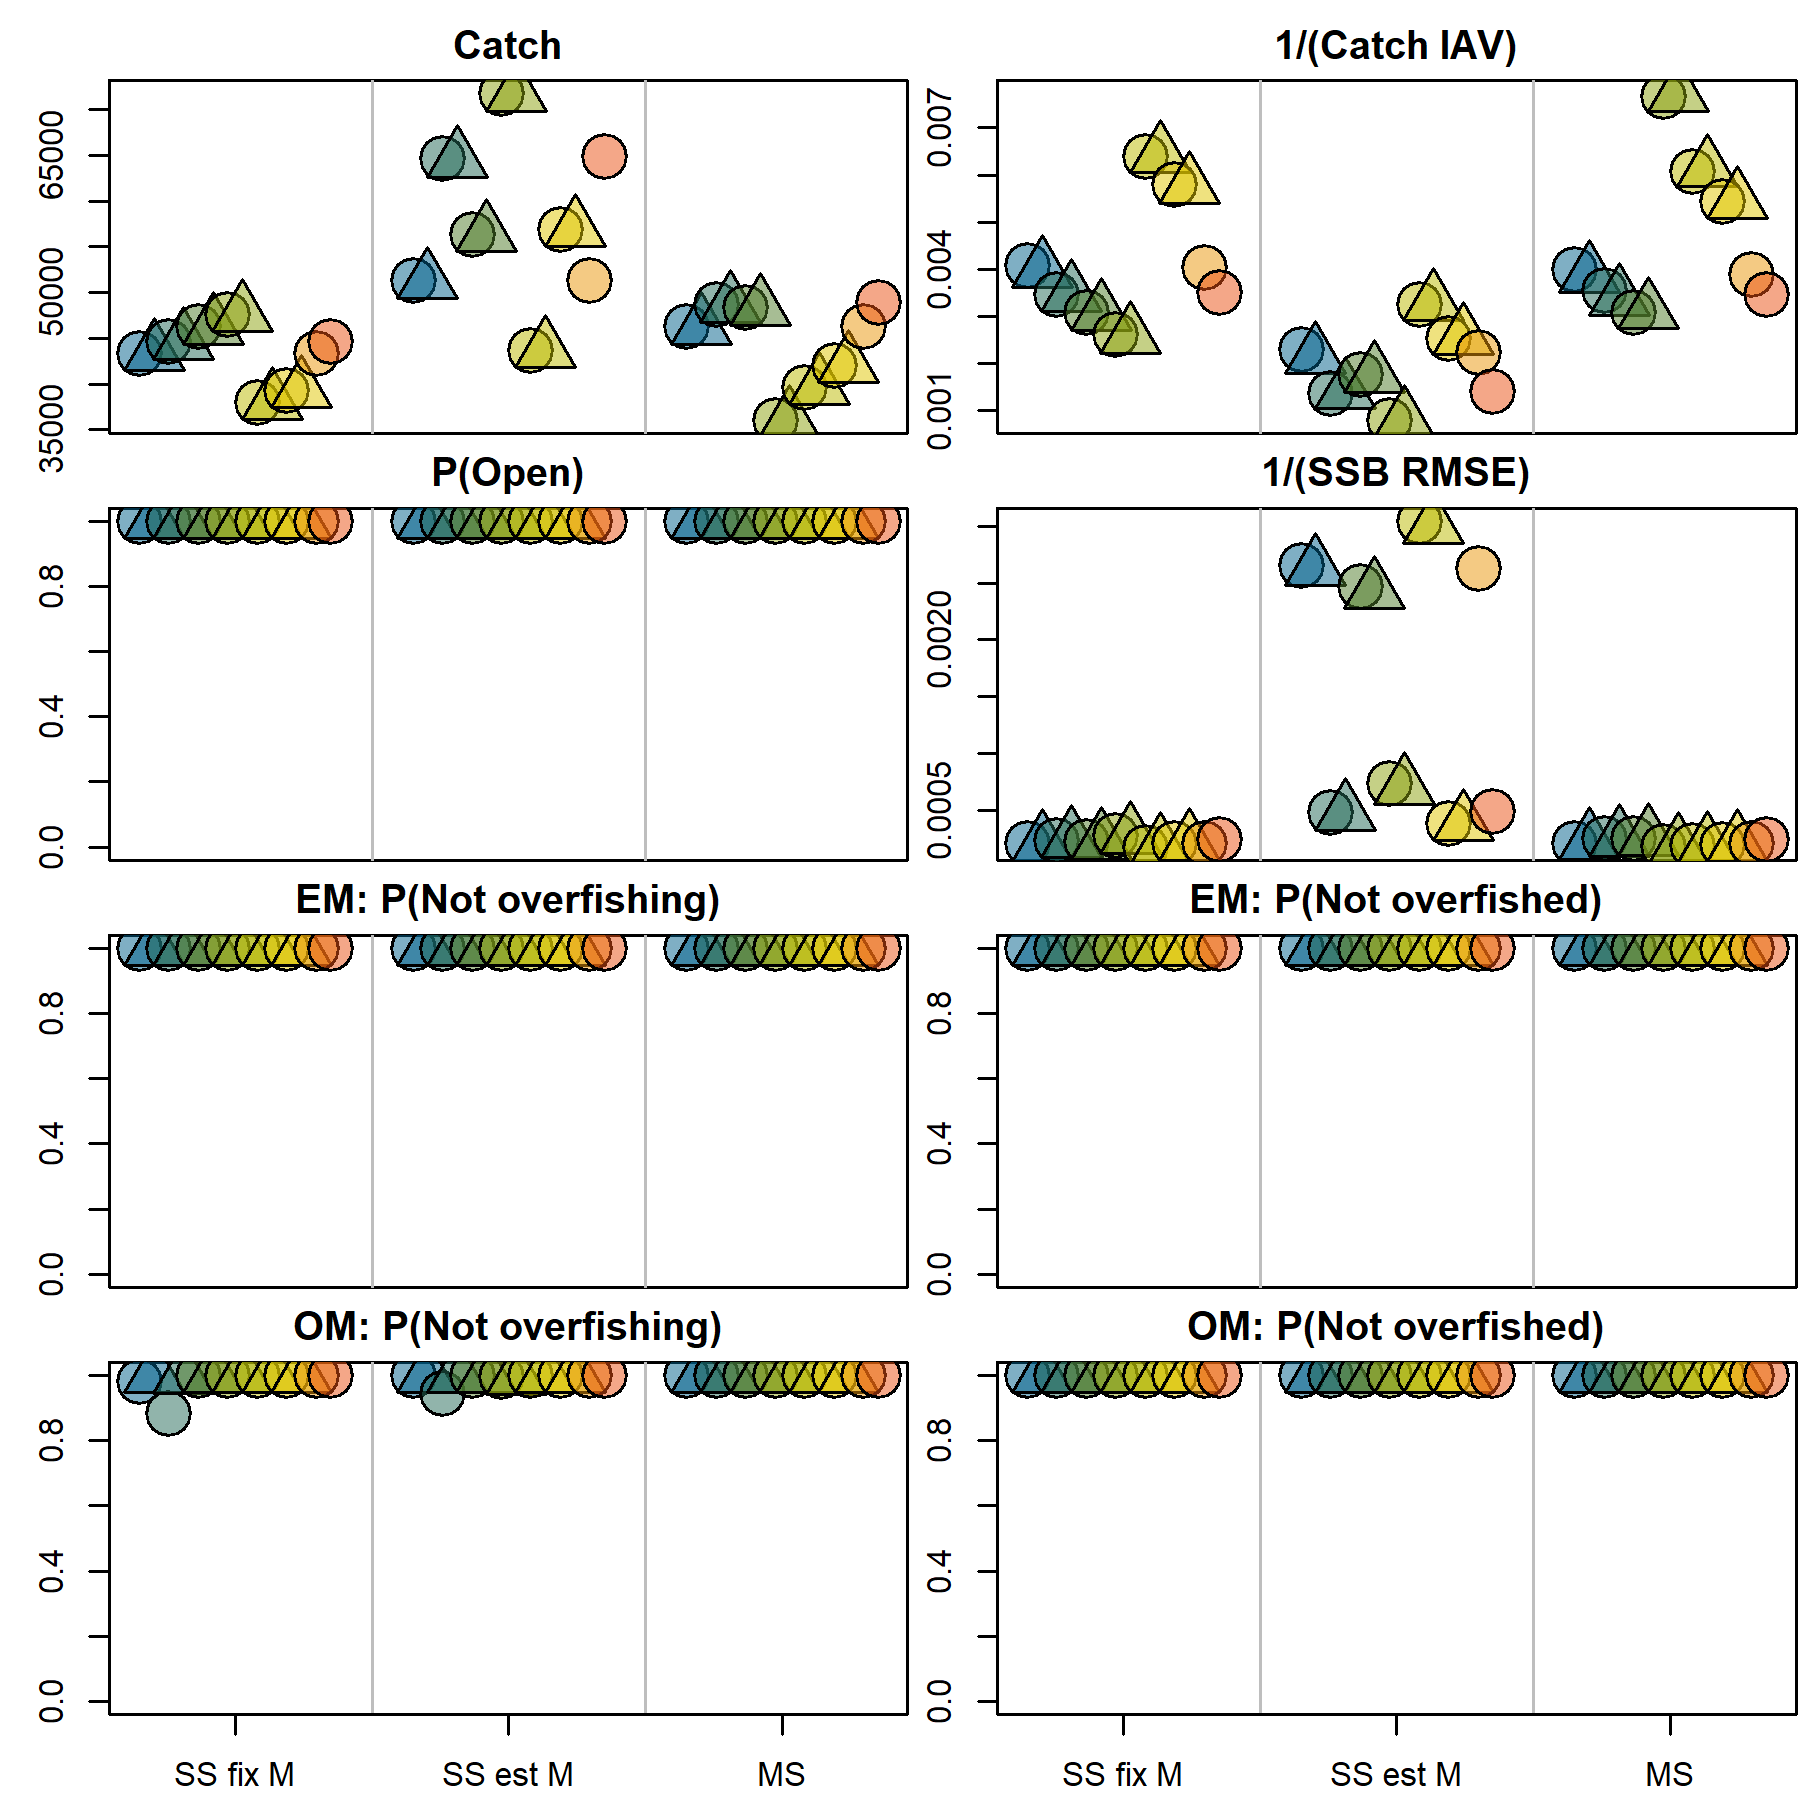 Catch
1/(Catch IAV)
65000
50000
35000
0.007
0.004
0.001
P(Open)
1/(SSB RMSE)
0.8
0.4
0.0
0.0020
0.0005
EM: P(Not overfishing)
EM: P(Not overfished)
0.8
0.4
0.0
0.8
0.4
0.0
OM: P(Not overfishing)
OM: P(Not overfished)
0.8
0.4
0.0
0.8
0.4
0.0
SS fix M
SS est M
MS
SS fix M
SS est M
MS